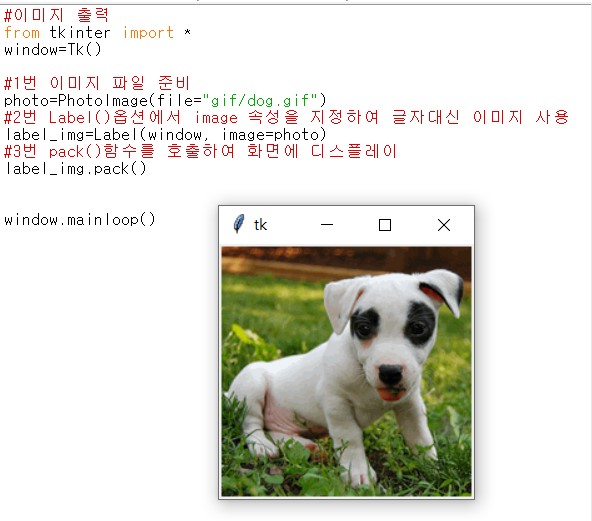 #이미지 출력
from tkinter import *
window=Tk()
#1번 이미지 파일 준비
photo=PhotoImage(file="gif/dog.gif")
#2번 Label()옵션에서 image 속성을 지정하여 글자대신 이미지 사용
label_img=Label(window, image=photo)
#3번 pack()함수를 호출하여 화면에 디스플레이
label_img.pack()
window.mainloop()
tk